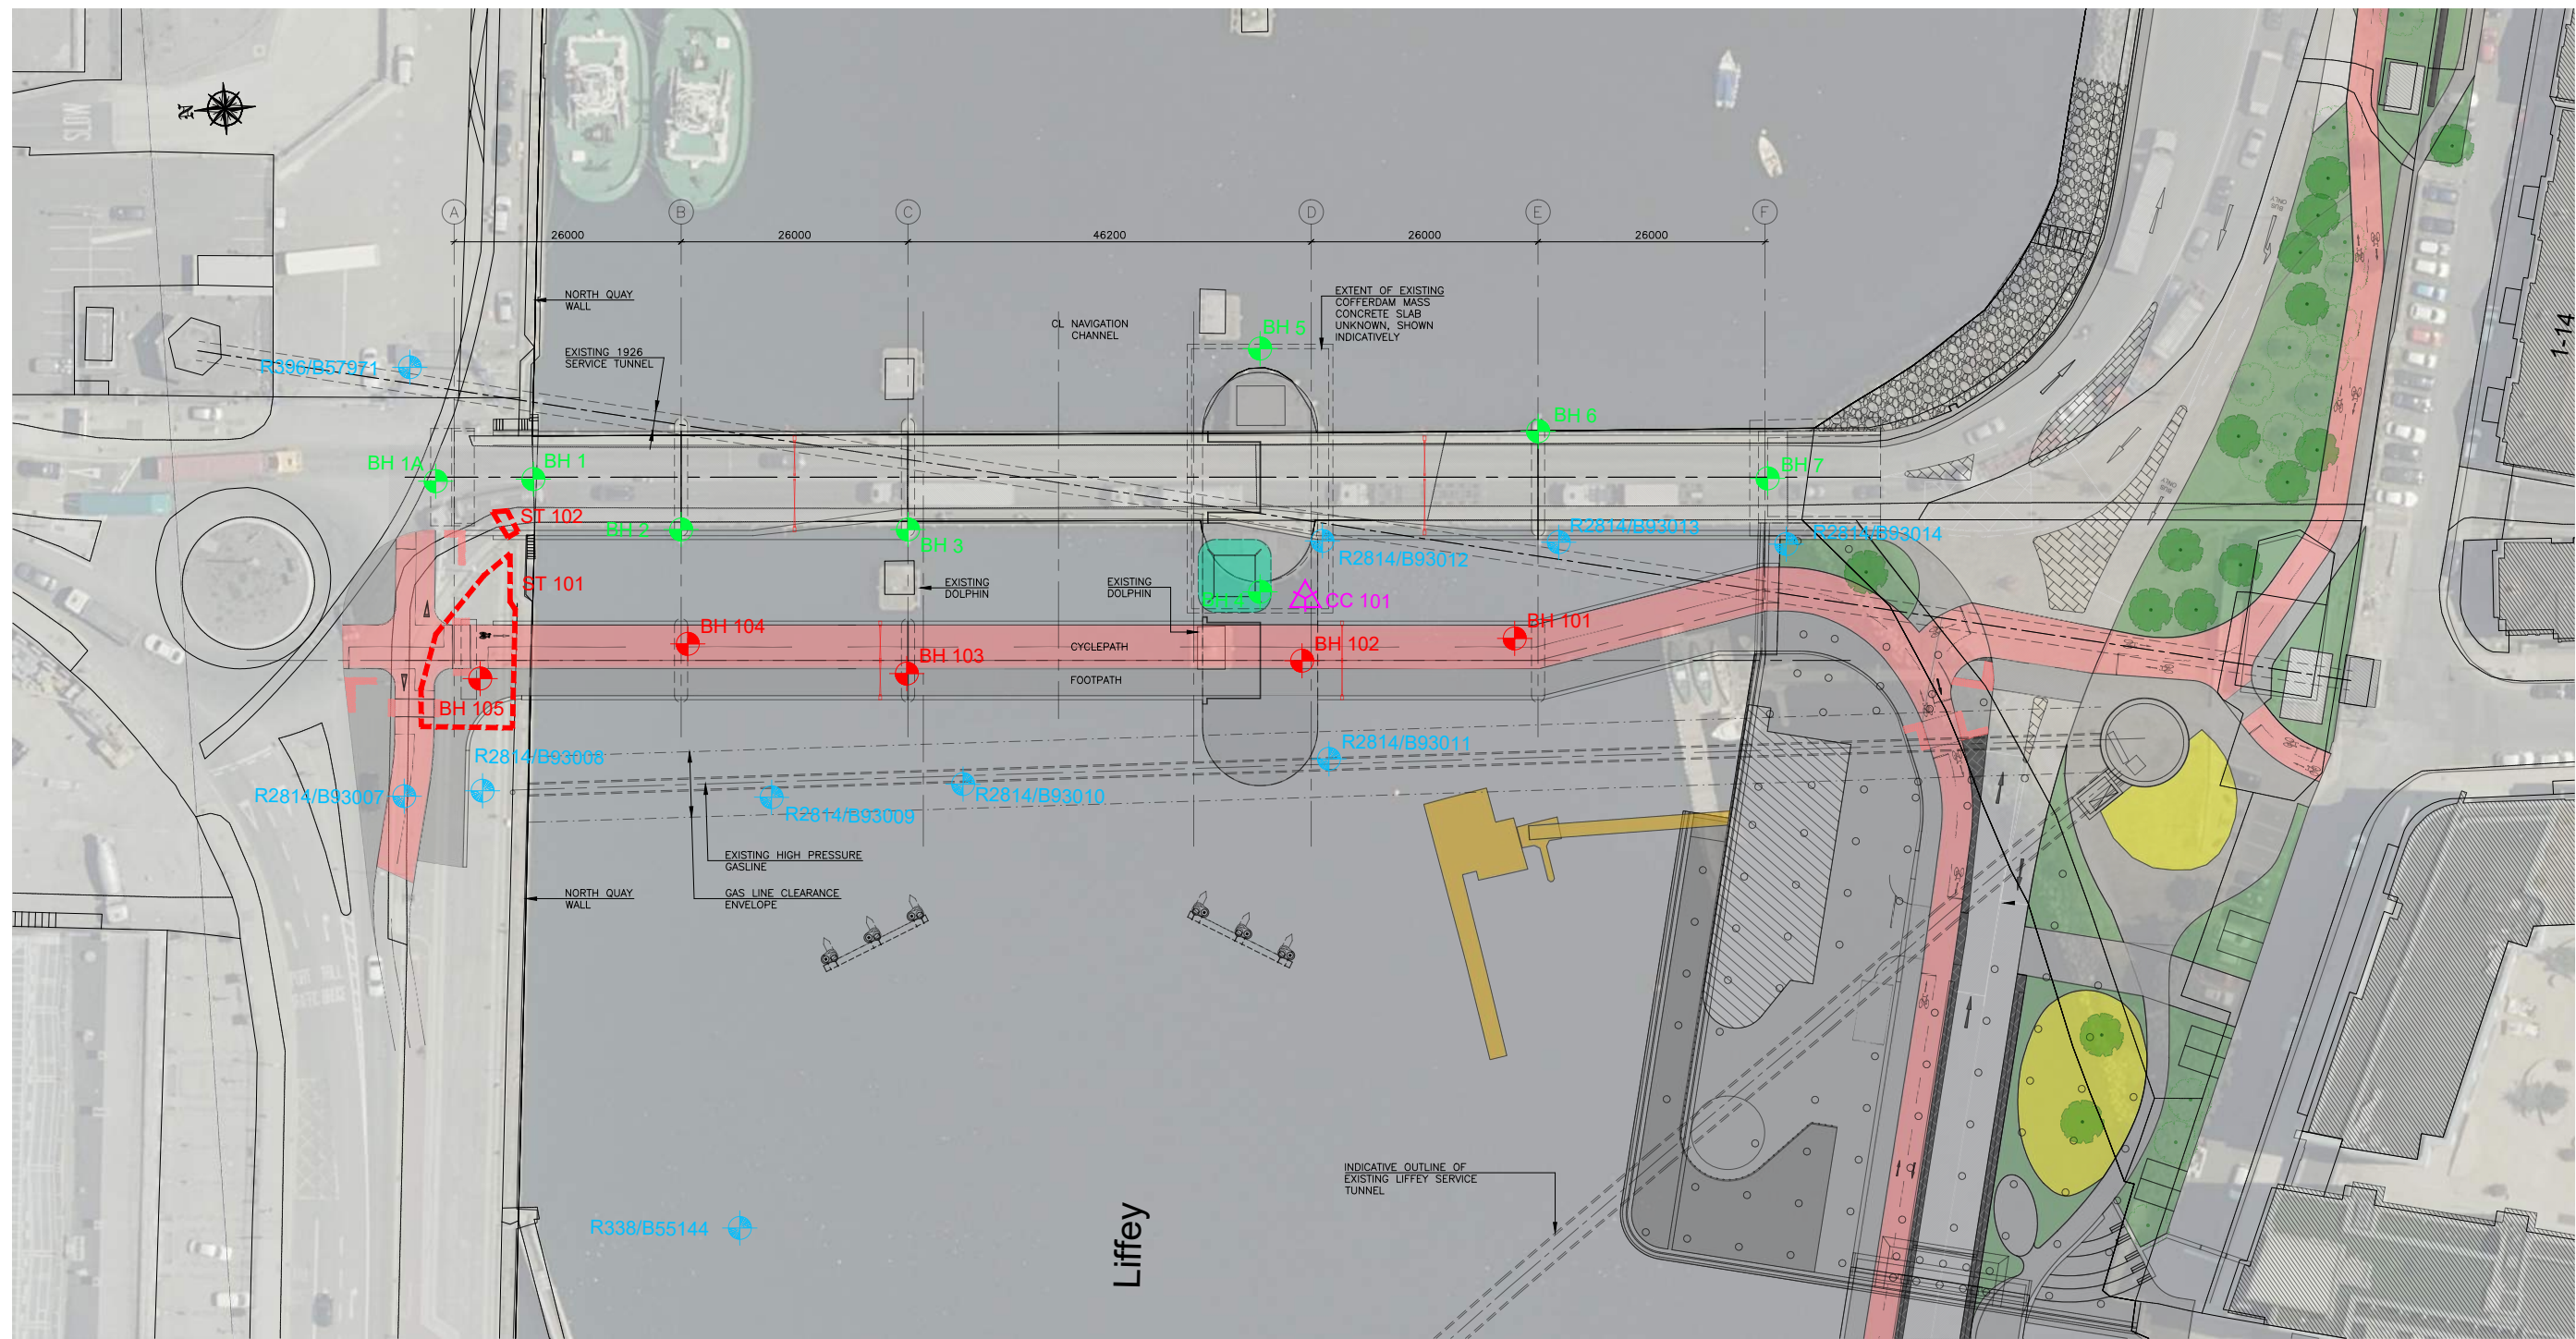 SLOW
N
A
B
C
D
E
F
26000
26000
46200
26000
26000
NORTH QUAY
WALL
CL NAVIGATION
CHANNEL
EXTENT OF EXISTING
COFFERDAM MASS
CONCRETE SLAB
UNKNOWN, SHOWN
INDICATIVELY
BH 5
EXISTING 1926
SERVICE TUNNEL
R396/B57971
1-14
BUS
ONLY
BH 6
BH 1A
BH 1
BH 7
BUS
ONLY
ST 102
BH 2
BH 3
R2814/B93012
R2814/B93013
R2814/B93014
ST 101
EXISTING
DOLPHIN
EXISTING
DOLPHIN
CC 101
BH 104
BH 103
CYCLEPATH
FOOTPATH
BH 102
BH 101
BH 105
R2814/B93008
R2814/B93007
R2814/B93009
R2814/B93010
R2814/B93011
EXISTING HIGH PRESSURE
GASLINE
NORTH QUAY
WALL
GAS LINE CLEARANCE
ENVELOPE
R338/B55144
Liffey
INDICATIVE OUTLINE OF
EXISTING LIFFEY SERVICE
TUNNEL